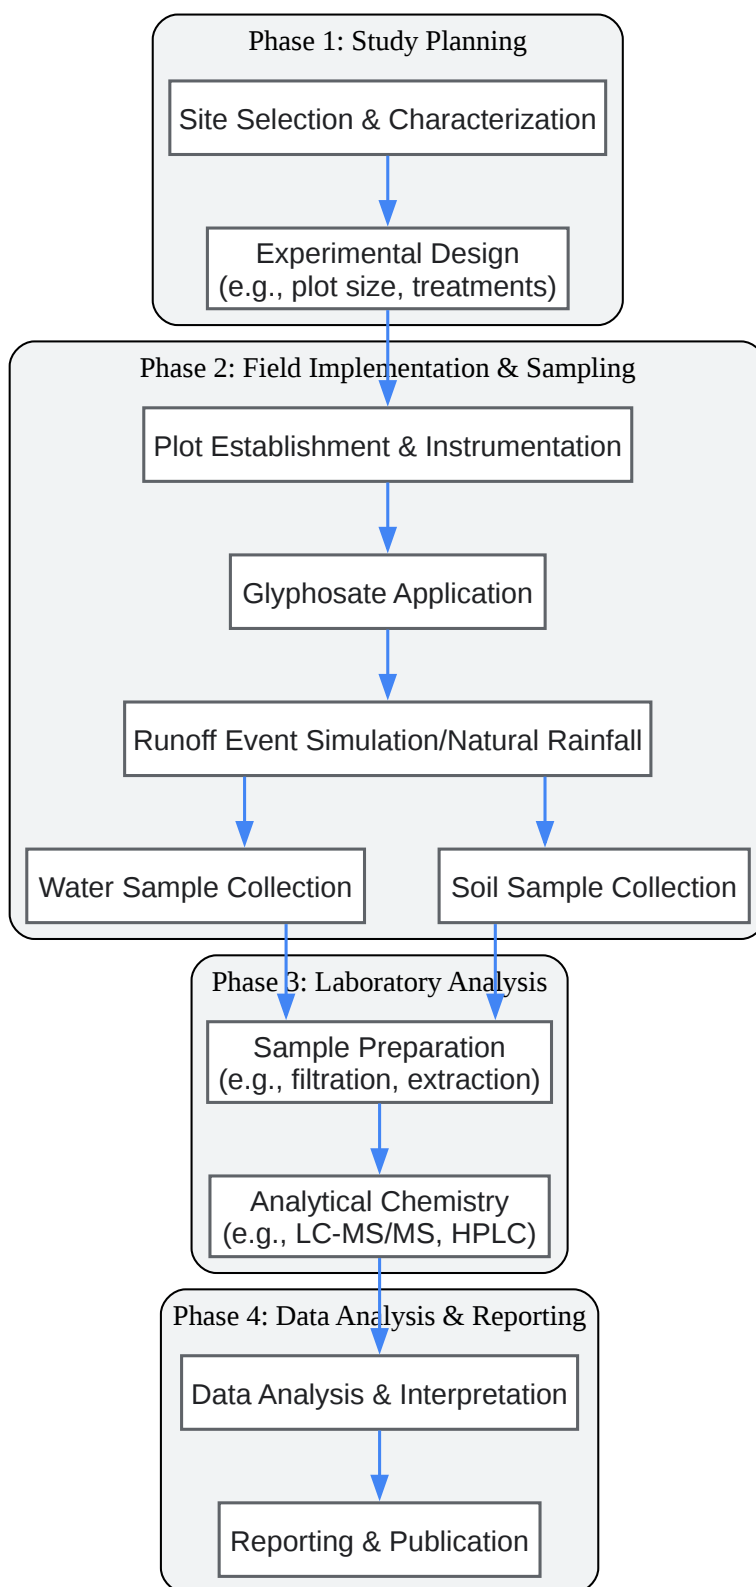 Phase 1: Study Planning
Site Selection & Characterization
Experimental Design
(e.g., plot size, treatments)
Phase 2: Field Implementation & Sampling
Plot Establishment & Instrumentation
Glyphosate Application
Runoff Event Simulation/Natural Rainfall
Water Sample Collection
Soil Sample Collection
Phase 3: Laboratory Analysis
Sample Preparation
(e.g., filtration, extraction)
Analytical Chemistry
(e.g., LC-MS/MS, HPLC)
Phase 4: Data Analysis & Reporting
Data Analysis & Interpretation
Reporting & Publication